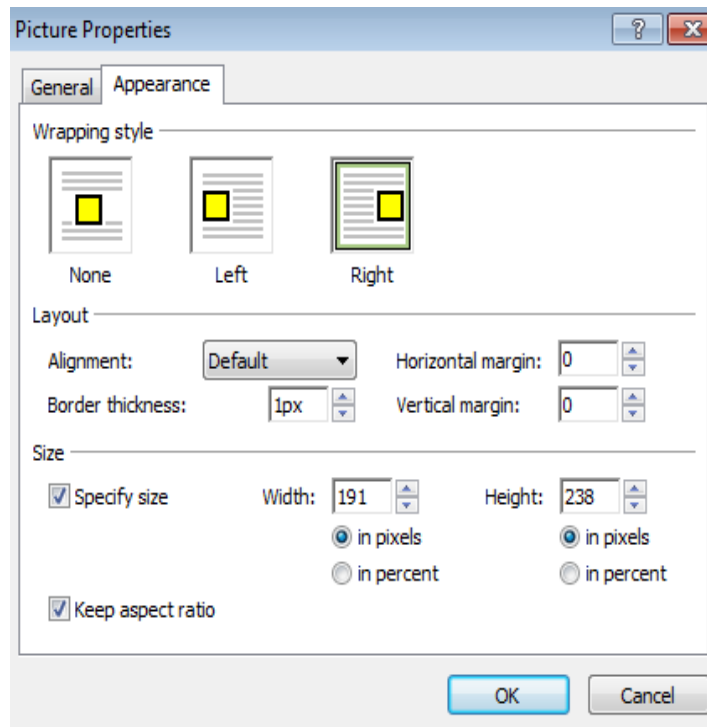 Picture Properties
General Appearance
Wrapping style
None Left Right
Layout
Alignment: Default Horizontal margin: 0
Border thickness: 1px Vertical margin: 0
Size
Specify size Width: 191 Height: 238
in pixels in pixels
in percent in percent
Keep aspect ratio
OK Cancel